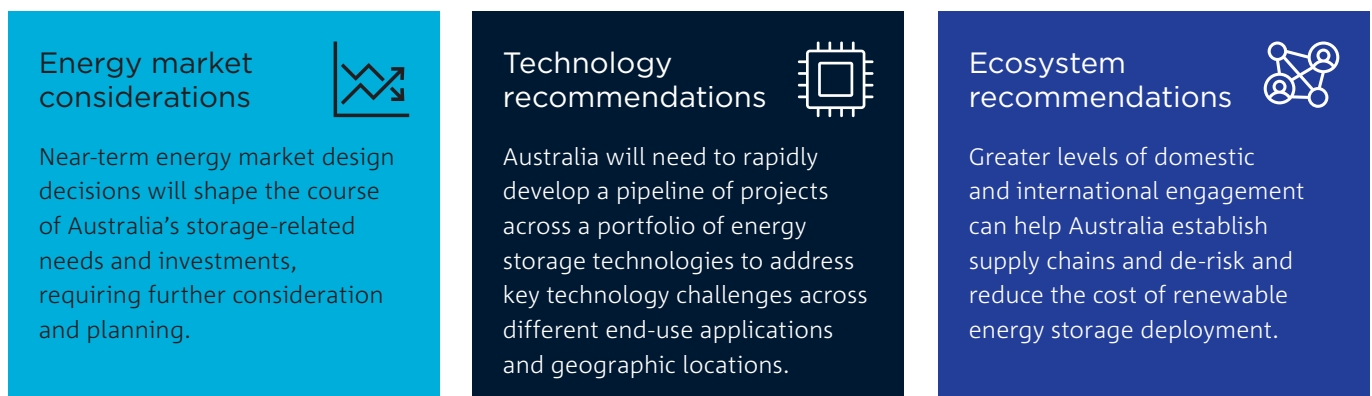 Energy market
considerations
Near-term energy market design
decisions will shape the course
of Australia’s storage-related
needs and investments,
requiring further consideration
and planning.
Technology
recommendations
Australia will need to rapidly
develop a pipeline of projects
across a portfolio of energy
storage technologies to address
key technology challenges across
different end-use applications
and geographic locations.
Ecosystem
recommendations
Greater levels of domestic
and international engagement
can help Australia establish
supply chains and de-risk and
reduce the cost of renewable
energy storage deployment.